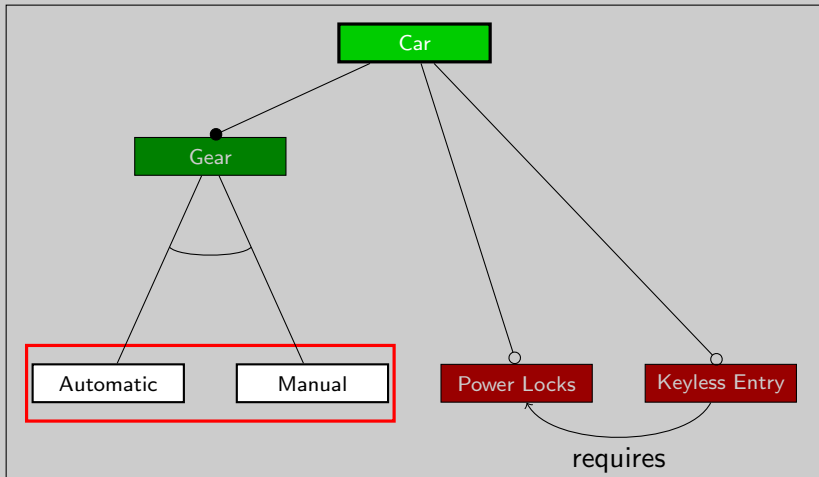 Car
Gear
Automatic
Manual
Power Locks
Keyless Entry
requires